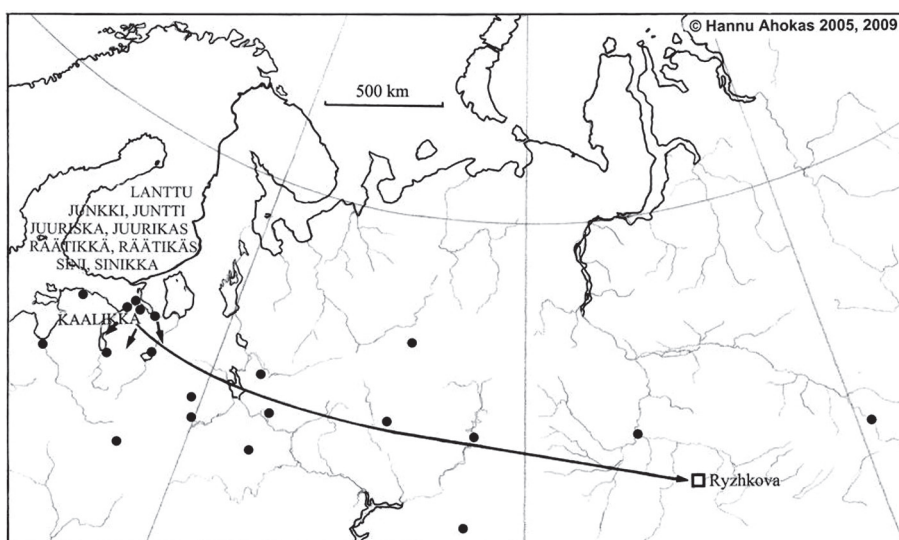 © Hannu Ahokas 2005, 2009
500 km
LANTTU
JUNKKI, JUNTTI
JUURISKA, JUURIKAS
RÄÄTIKKÄ, RÄÄTIKÄS
SINI, SINIKKA
KAALIKKA
Ryzhkova